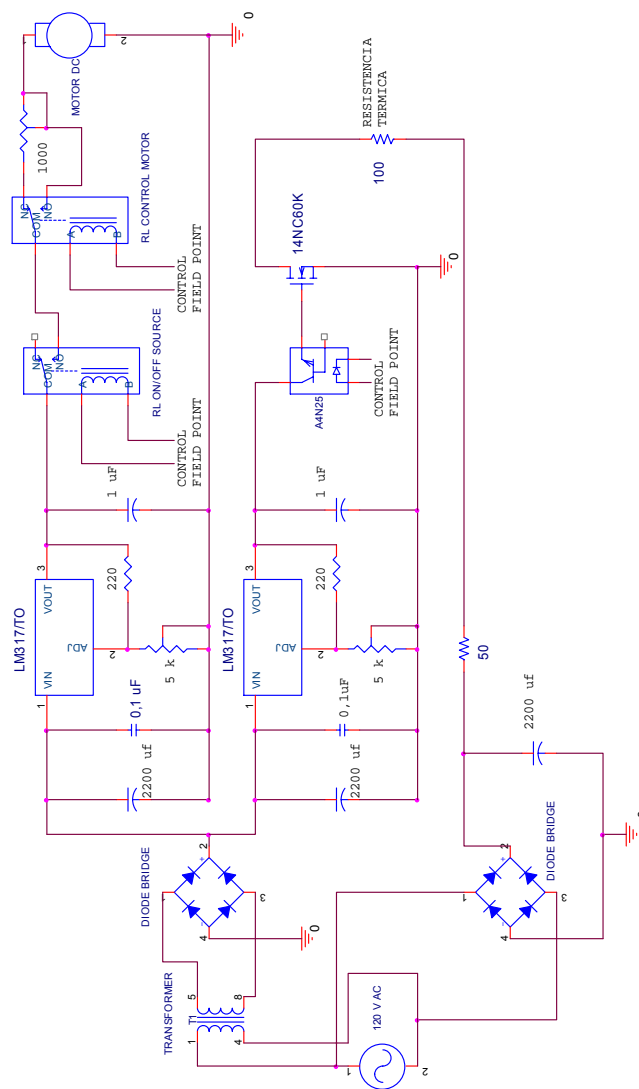 TRANSFORMER
T1
1
5
4
8
120 V AC
1
2
DIODE BRIDGE
1
2
3
4
+
-
0
2200 uf
0,1 uF
LM317/TO
VIN
VOUT
ADJ
1
3
2
5 k
220
1 uF
RL ON/OFF SOURCE
NC
COM
NO
A
B
CONTROL
FIELD POINT
RL CONTROL MOTOR
NC
COM
NO
A
B
CONTROL
FIELD POINT
1000
MOTOR DC
1
2
0
2200 uf
0,1uF
LM317/TO
VIN
VOUT
ADJ
1
3
2
5 k
220
1 uF
A4N25
CONTROL
FIELD POINT
14NC60K
0
RESISTENCIA
TERMICA
100
50
DIODE BRIDGE
1
2
3
4
+
-
2200 uf
0